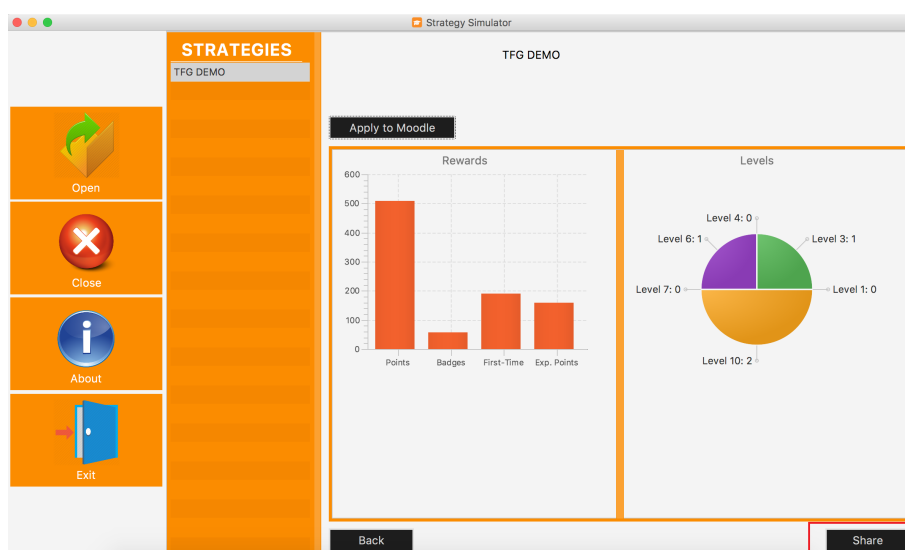 Strategy Simulator
STRATEGIES
TFG DEMO
TFG DEMO
Open
Close
About
Exit
Apply to Moodle
Rewards
600
500
400
300
200
100
0
Points
Badges
First-Time
Exp. Points
Levels
Level 4: 0
Level 6: 1
Level 3: 1
Level 7: 0
Level 1: 0
Level 10: 2
Back
Share